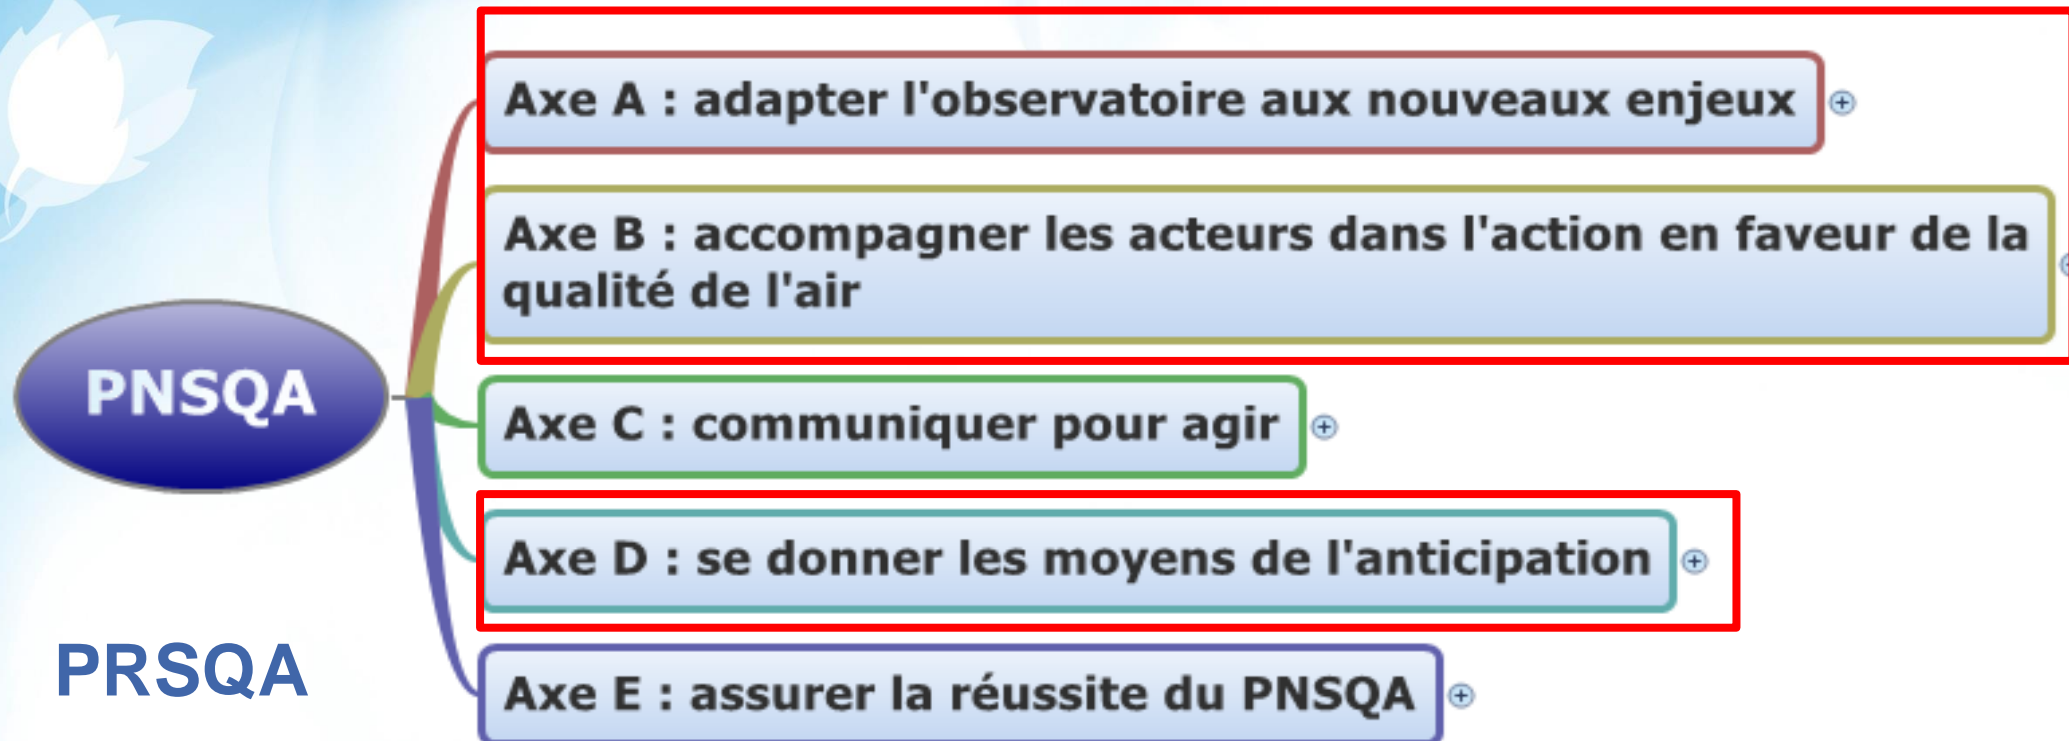 Axe A : adapter l'observatoire aux nouveaux enjeux
Axe B : accompagner les acteurs dans l'action en faveur de la
qualité de l'air
PNSQA
Axe C : communiquer pour agir
Axe D : se donner les moyens de l'anticipation
PRSQA
Axe E : assurer la réussite du PNSQA